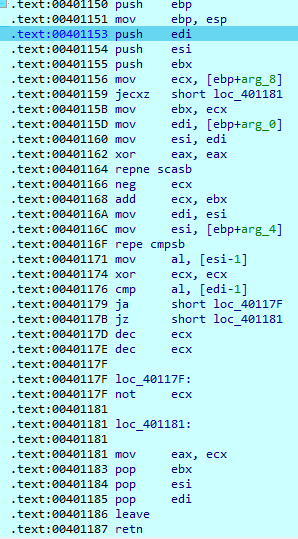 .text:00401150 push ebp
.text:00401151 mov ebp, esp
.text:00401153 push edi
.text:00401154 push esi
.text:00401155 push ebx
.text:00401156 mov ecx, [ebp+arg_8]
.text:00401159 jecxz short loc_401181
.text:0040115B mov ebx, ecx
.text:0040115D mov edi, [ebp+arg_0]
.text:00401160 mov esi, edi
.text:00401162 xor eax, eax
.text:00401164 repne scasb
.text:00401166 neg ecx
.text:00401168 add ecx, ebx
.text:0040116A mov edi, esi
.text:0040116C mov esi, [ebp+arg_4]
.text:0040116F repe cmpsb
.text:00401171 mov al, [esi-1]
.text:00401174 xor ecx, ecx
.text:00401176 cmp al, [edi-1]
.text:00401179 ja short loc_40117F
.text:0040117B jz short loc_401181
.text:0040117D dec ecx
.text:0040117E dec ecx
.text:0040117F
.text:0040117F loc_40117F:
.text:0040117F not ecx
.text:00401181
.text:00401181 loc_401181:
.text:00401181
.text:00401181 mov eax, ecx
.text:00401183 pop ebx
.text:00401184 pop esi
.text:00401185 pop edi
.text:00401186 leave
.text:00401187 retn